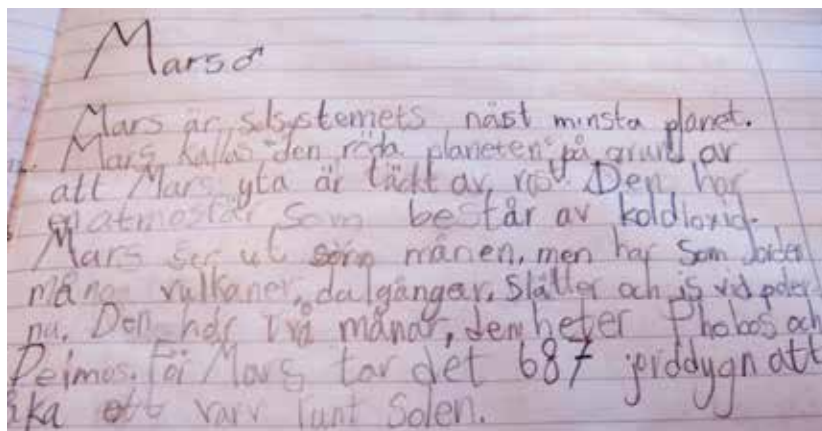 Mars ♂
Mars är solsystemets näst minsta planet.
Mars kallas "den röda planeten" på grund av
att Mars yta är täckt av rost. Den har
en atmosfär som består av koldioxid.
Mars ser ut som månen, men har som Jorden
många vulkaner, dalgångar, slätter och is vid poler
na. Den har två månar, den heter Phobos och
Deimos. För Mars tar det 687 jorddygn att
åka ett varv runt Solen.